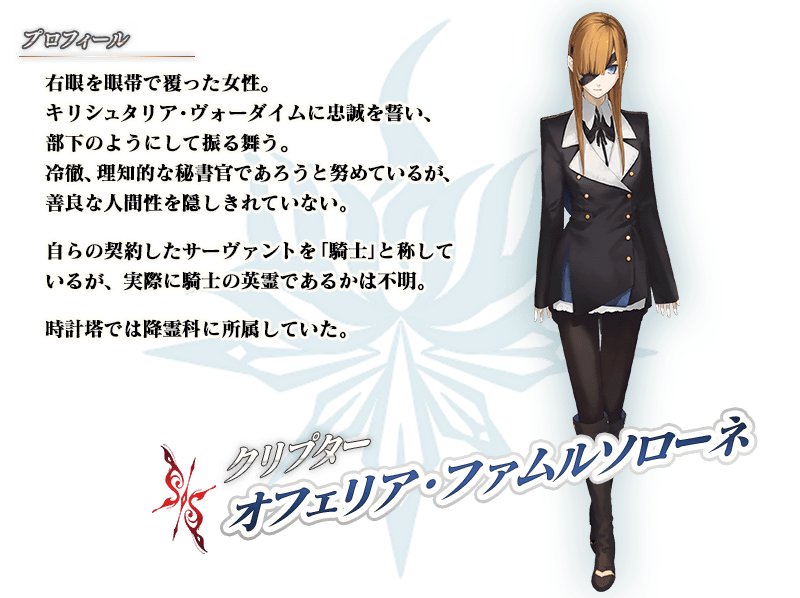 プロフィール
右眼を眼帯で覆った女性。
キリシュタリア・ヴォーダイムに忠誠を誓い、
部下のようにして振る舞う。
冷徹、理知的な秘書官であろうと努めているが、
善良な人間性を隠しきれていない。
自らの契約したサーヴァントを「騎士」と称して
いるが、実際に騎士の英霊であるかは不明。
時計塔では降霊科に所属していた。
クリプター
オフェリア・ファムルソローネ